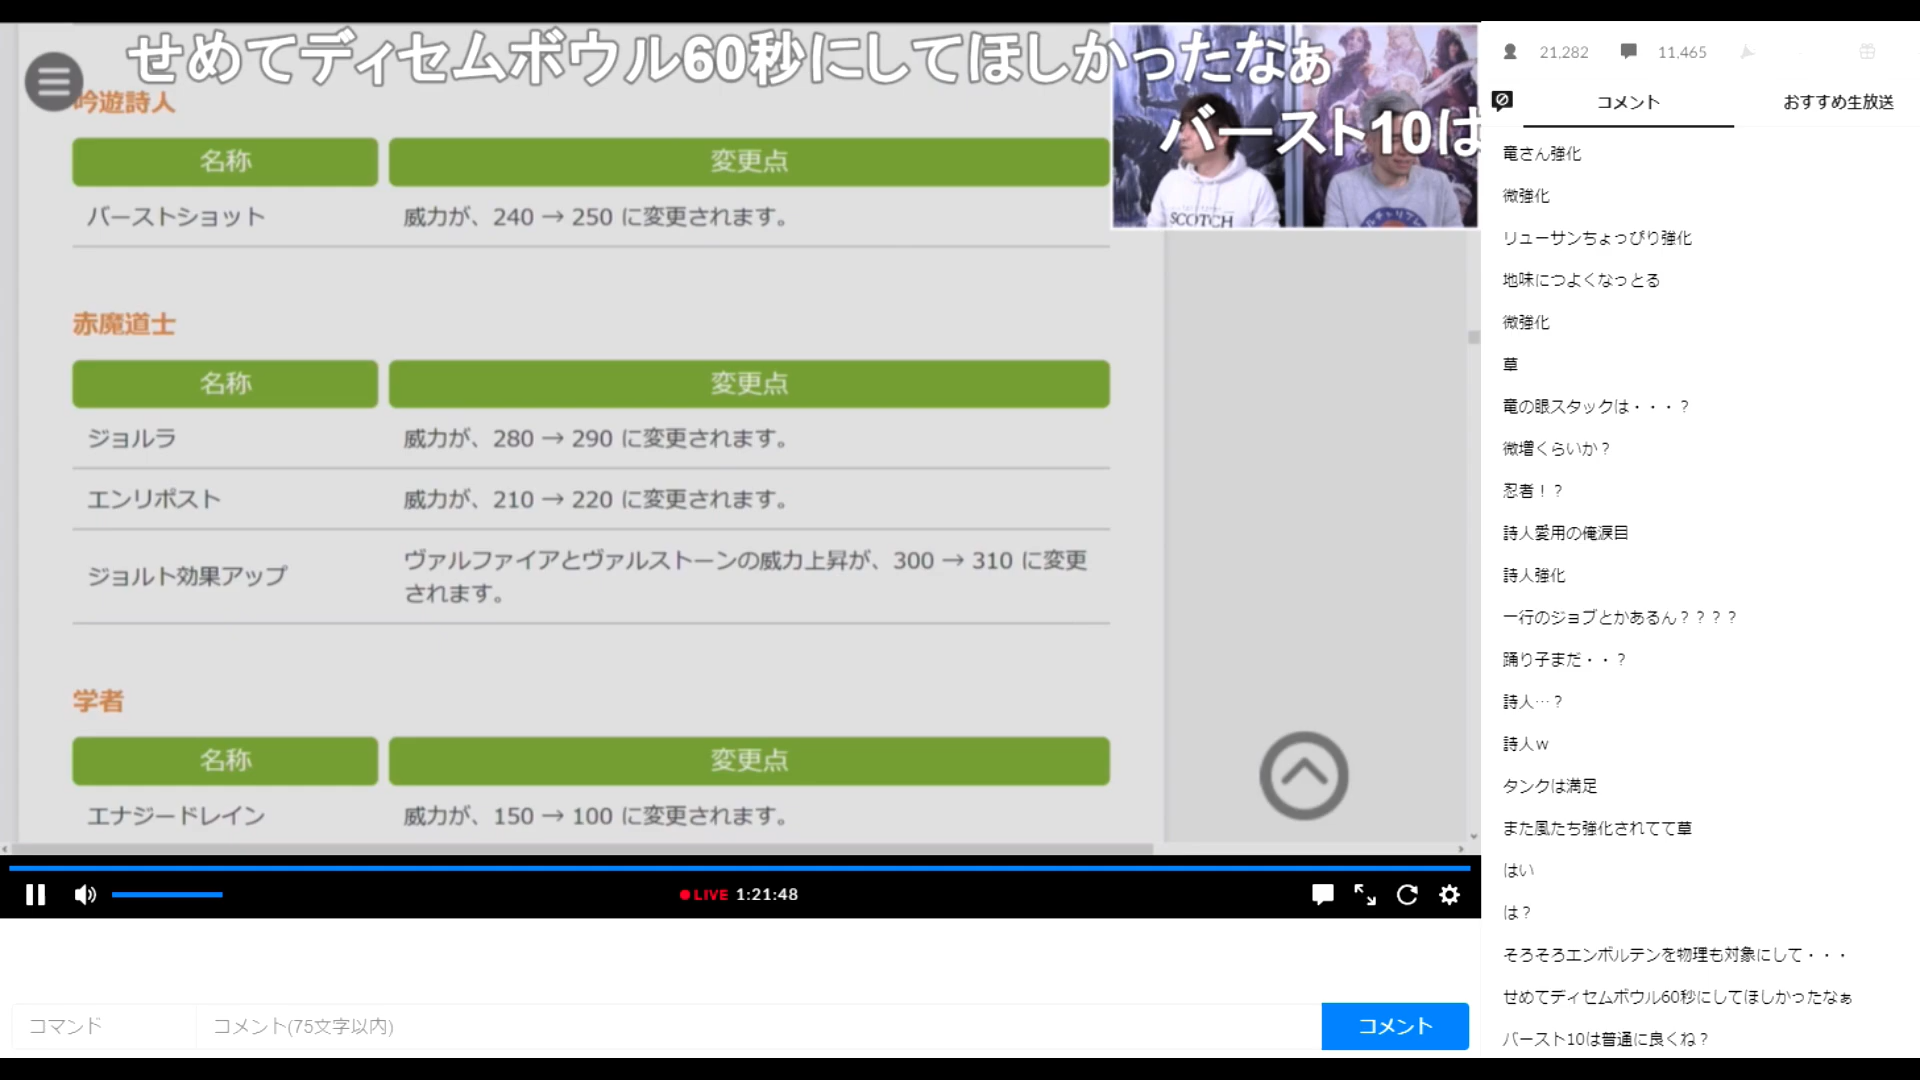 せめてディセムボウル60秒にしてほしかったなぁ
バースト10は
吟遊詩人
名称 変更点
バーストショット 威力が、240 → 250 に変更されます。
赤魔道士
名称 変更点
ジョルラ 威力が、280 → 290 に変更されます。
エンリポスト 威力が、210 → 220 に変更されます。
ジョルト効果アップ ヴァルファイアとヴァルストーンの威力上昇が、300 → 310 に変更
されます。
学者
名称 変更点
エナジードレイン 威力が、150 → 100 に変更されます。
SCOTCH
LIVE 1:21:48
コマンド コメント(75文字以内) コメント
21,282 11,465
コメント おすすめ生放送
竜さん強化
微強化
リューサンちょっぴり強化
地味につよくなっとる
微強化
草
竜の眼スタックは・・・?
微増くらいか?
忍者!?
詩人愛用の俺涙目
詩人強化
一行のジョブとかあるん????
踊り子まだ・・?
詩人…?
詩人w
タンクは満足
また風たち強化されてて草
はい
は?
そろそろエンボルテンを物理も対象にして・・・
せめてディセムボウル60秒にしてほしかったなぁ
バースト10は普通に良くね?